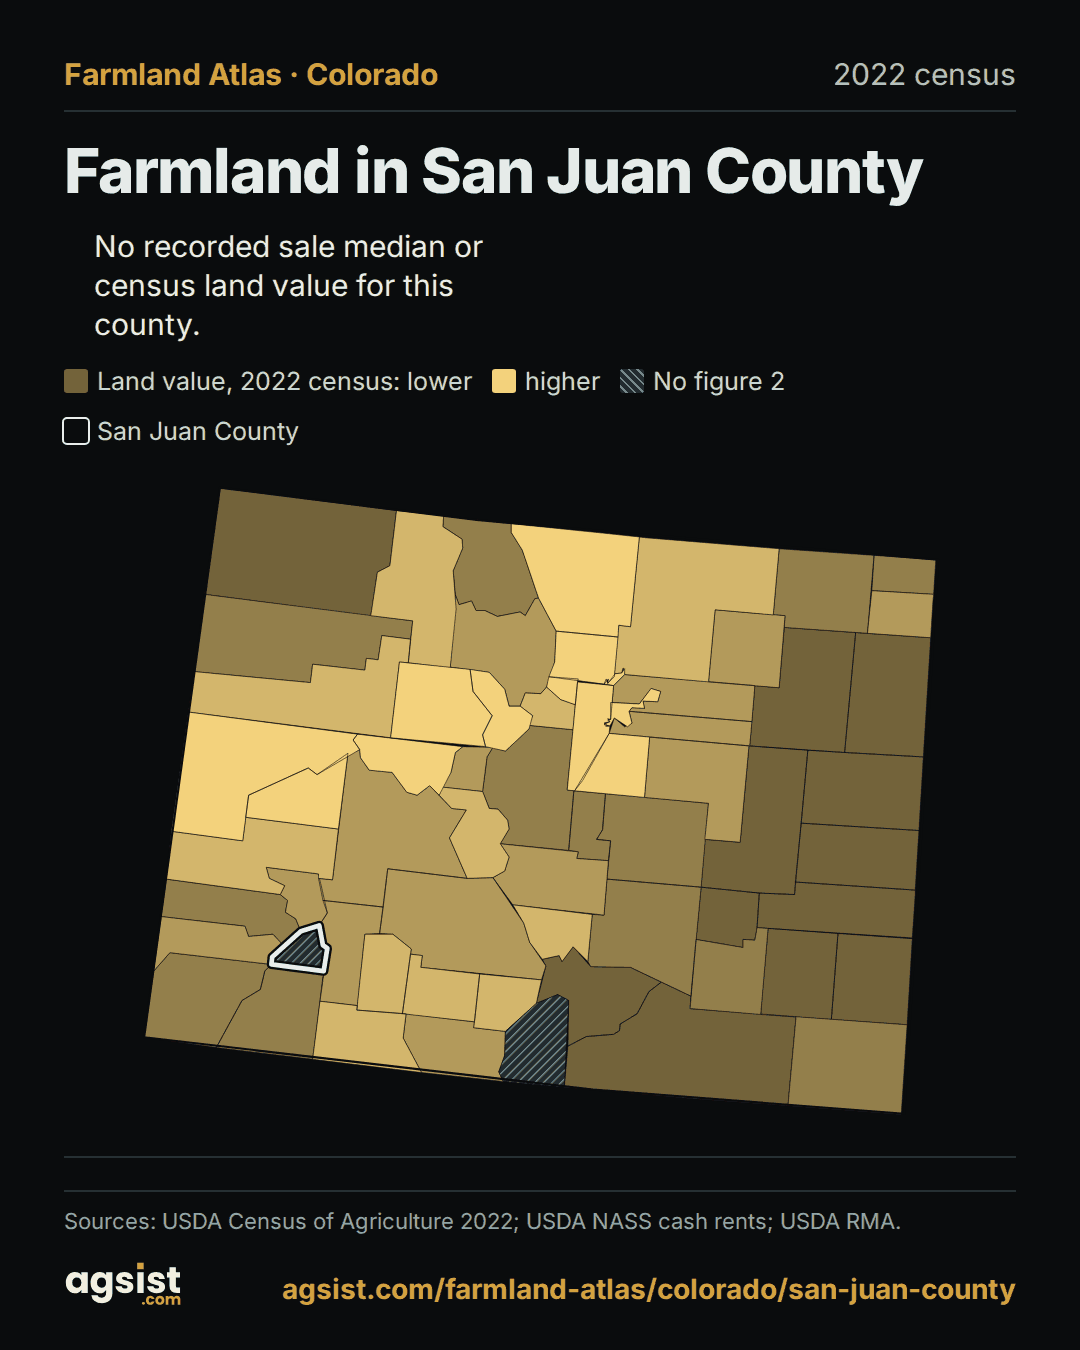 Farmland Atlas · Colorado
2022 census
Farmland in San Juan County
No recorded sale median or
census land value for this
county.
Land value, 2022 census: lower
higher
No figure 2
San Juan County
Sources: USDA Census of Agriculture 2022; USDA NASS cash rents; USDA RMA.
agsist
.com
agsist.com/farmland-atlas/colorado/san-juan-county